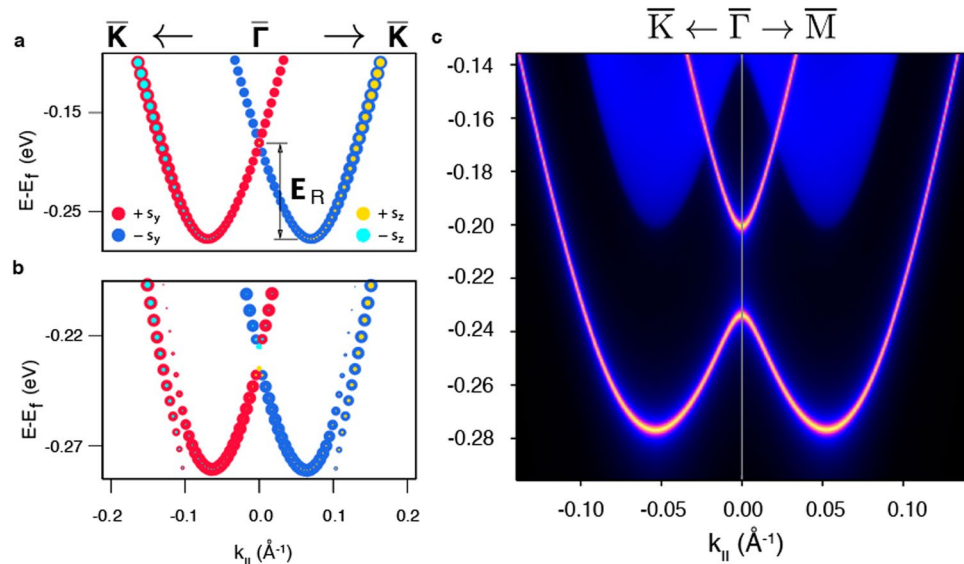 a
K̅ ← Γ̅ → K̅
-0.15
-0.25
E-E_f (eV)
E_R
+ s_y
- s_y
+ s_z
- s_z
b
-0.22
-0.27
E-E_f (eV)
-0.2 -0.1 0.0 0.1 0.2
k_|| (Å⁻¹)
c
K̅ ← Γ̅ → M̅
-0.14
-0.16
-0.18
-0.20
-0.22
-0.24
-0.26
-0.28
E-E_f (eV)
-0.10 -0.05 0.00 0.05 0.10
k_|| (Å⁻¹)